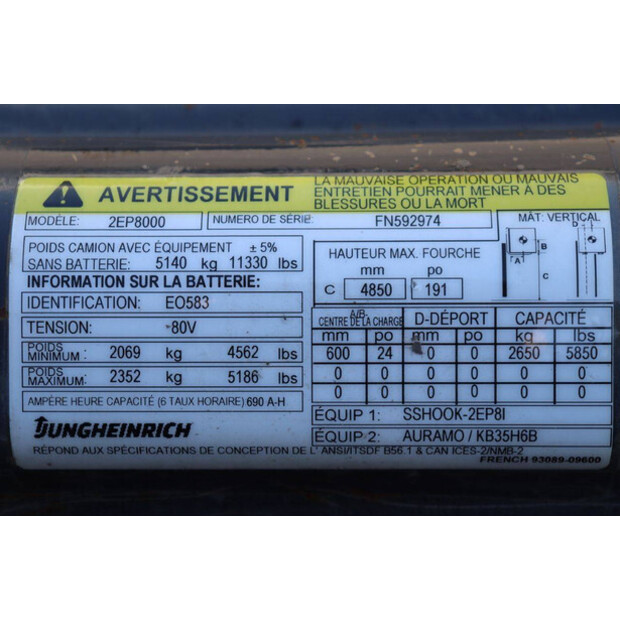 AVERTISSEMENT
LA MAUVAISE OPÉRATION OU MAUVAIS
ENTRETIEN POURRAIT MENER À DES
BLESSURES OU LA MORT
MODÈLE: 2EP8000
NUMERO DE SÉRIE: FN592974
MÂT: VERTICAL
D
B
A
C
POIDS CAMION AVEC ÉQUIPEMENT ± 5%
SANS BATTERIE: 5140 kg 11330 lbs
INFORMATION SUR LA BATTERIE:
IDENTIFICATION: EO583
TENSION: 80V
POIDS
MINIMUM: 2069 kg 4562 lbs
POIDS
MAXIMUM: 2352 kg 5186 lbs
AMPÈRE HEURE CAPACITÉ (6 TAUX HORAIRE) 690 A-H
HAUTEUR MAX. FOURCHE
mm po
C 4850 191
A/B-
CENTRE DE LA CHARGE D-DÉPORT CAPACITÉ
mm po mm po kg lbs
600 24 0 0 2650 5850
0 0 0 0 0 0
0 0 0 0 0 0
ÉQUIP 1: SSHOOK-2EP8I
ÉQUIP 2: AURAMO / KB35H6B
JUNGHEINRICH
RÉPOND AUX SPÉCIFICATIONS DE CONCEPTION DE L' ANSI/ITSDF B56.1 & CAN ICES-2/NMB-2
FRENCH 93089-09600